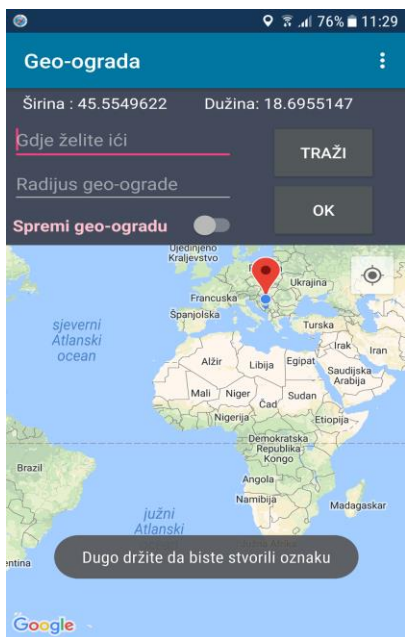 76% 11:29
Geo-ograda
Širina : 45.5549622 Dužina: 18.6955147
Gdje želite ići
TRAŽI
Radijus geo-ograde
OK
Spremi geo-ogradu
Ujedinjeno
Kraljevstvo
Ukrajina
Francuska
Španjolska
Turska
sjeverni
Atlanski
ocean
Irak
Iran
Alžir
Libija
Egipat
Saudijska
Arabija
Mali
Niger
Čad
Sudan
Nigerija
Etiopija
Demokratska
Republika
Kongo
Brazil
Angola
Namibija
Madagaskar
južni
Atlanski
Dugo držite da biste stvorili oznaku
entina
Google